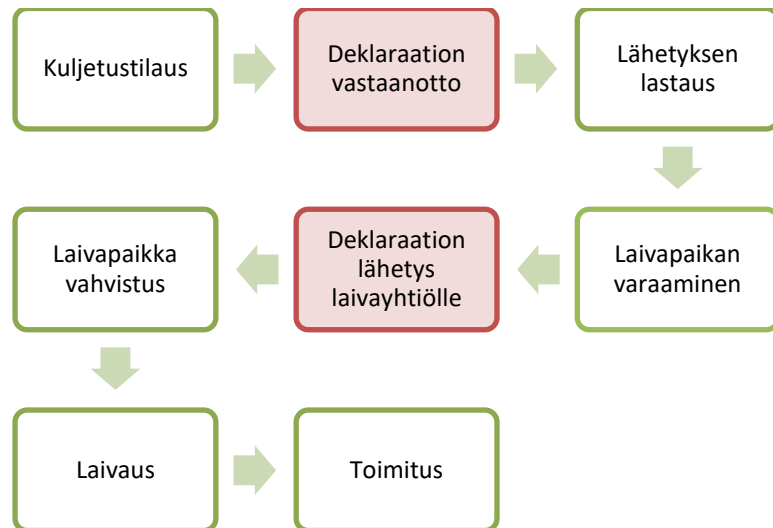 Kuljetustilaus
Deklaraation
vastaanotto
Lähetyksen
lastaus
Laivapaikka
vahvistus
Deklaraation
lähetys
laivayhtiölle
Laivapaikan
varaaminen
Laivaus
Toimitus